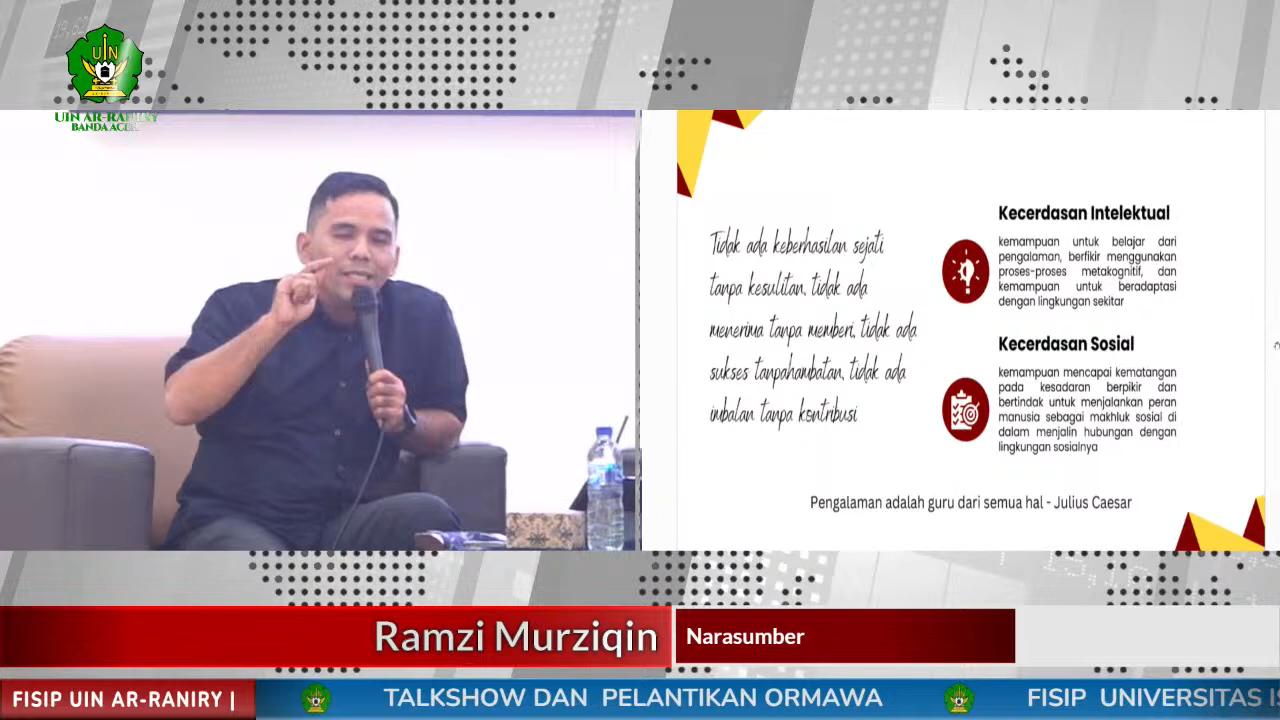 UIN
UIN AR-RANIRY
BANDA ACEH
Tidak ada keberhasilan sejati
tanpa kesulitan, tidak ada
menerima tanpa memberi, tidak ada
sukses tanpahambatan, tidak ada
imbalan tanpa kontribusi
Kecerdasan Intelektual
kemampuan untuk belajar dari
pengalaman, berfikir menggunakan
proses-proses metakognitif, dan
kemampuan untuk beradaptasi
dengan lingkungan sekitar
Kecerdasan Sosial
kemampuan mencapai kematangan
pada kesadaran berpikir dan
bertindak untuk menjalankan peran
manusia sebagai makhluk sosial di
dalam menjalin hubungan dengan
lingkungan sosialnya
Pengalaman adalah guru dari semua hal - Julius Caesar
Ramzi Murziqin
Narasumber
FISIP UIN AR-RANIRY |
TALKSHOW DAN PELANTIKAN ORMAWA
FISIP UNIVERSITAS IS